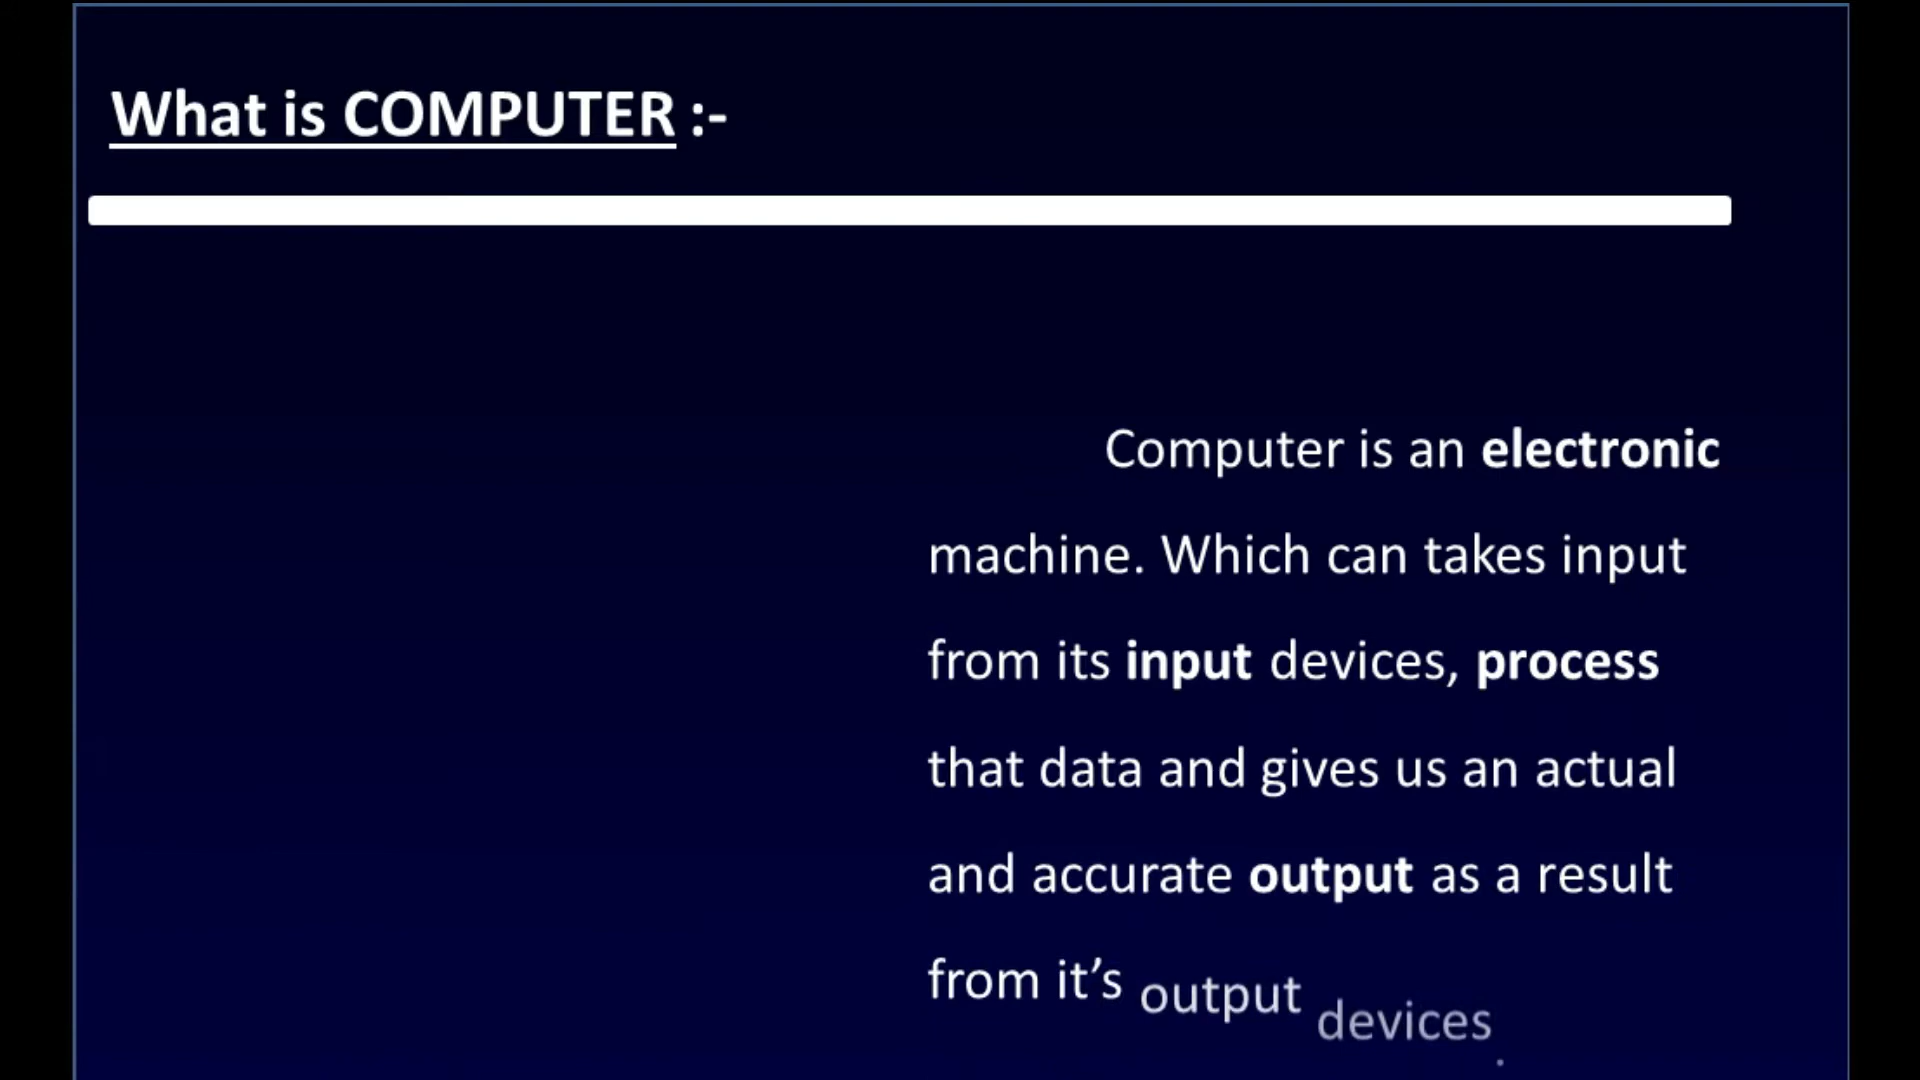 What is COMPUTER :-
Computer is an electronic
machine. Which can takes input
from its input devices, process
that data and gives us an actual
and accurate output as a result
from it’s output devices.